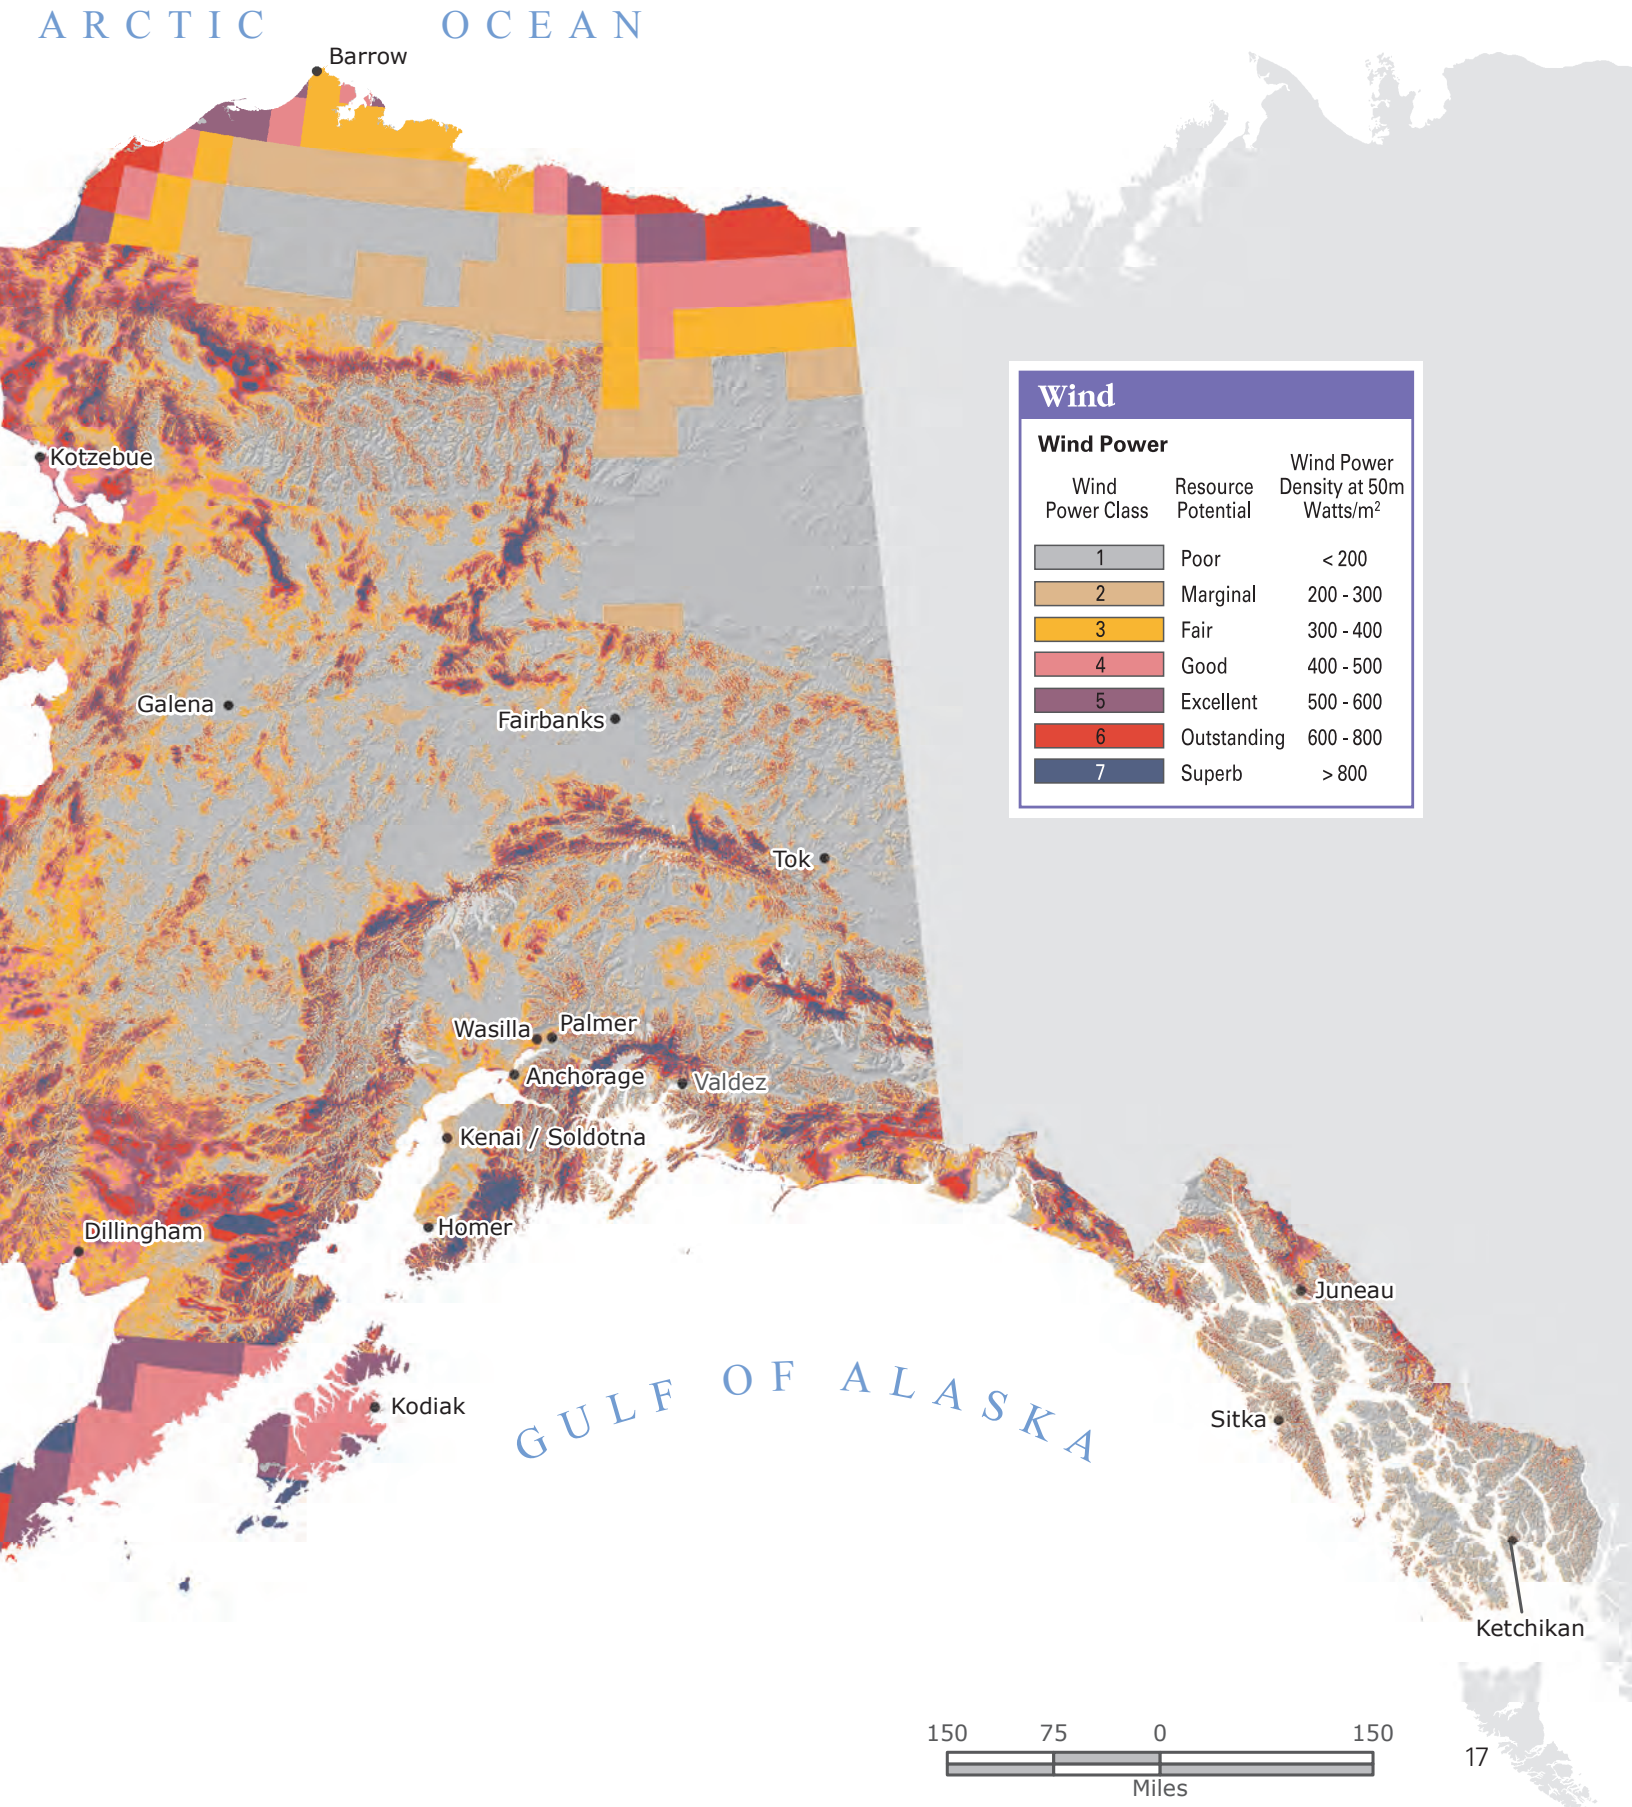 ARCTIC OCEAN
Barrow
Wind
Wind Power
Wind Power Class Resource Potential Wind Power Density at 50m Watts/m²
1 Poor < 200
2 Marginal 200 - 300
3 Fair 300 - 400
4 Good 400 - 500
5 Excellent 500 - 600
6 Outstanding 600 - 800
7 Superb > 800
Kotzebue
Galena
Fairbanks
Tok
Wasilla
Palmer
Anchorage
Valdez
Kenai / Soldotna
Dillingham
Homer
Juneau
Kodiak
GULF OF ALASKA
Sitka
Ketchikan
150 75 0 150
Miles
17